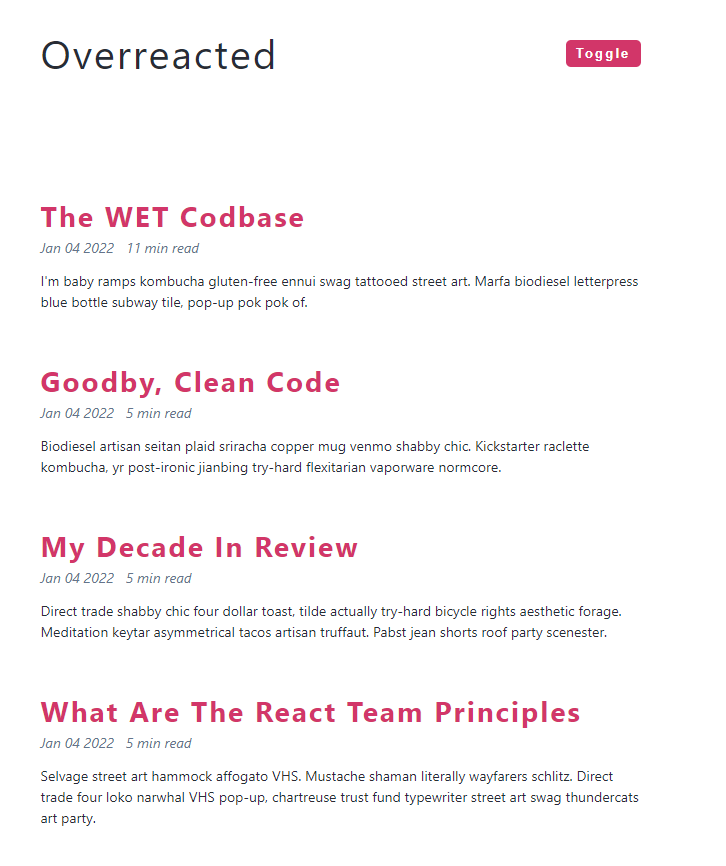 Overreacted
Toggle
The WET Codbase
Jan 04 2022 11 min read
I'm baby ramps kombucha gluten-free ennui swag tattooed street art. Marfa biodiesel letterpress
blue bottle subway tile, pop-up pok pok of.
Goodby, Clean Code
Jan 04 2022 5 min read
Biodiesel artisan seitan plaid sriracha copper mug venmo shabby chic. Kickstarter raclette
kombucha, yr post-ironic jianbing try-hard flexitarian vaporware normcore.
My Decade In Review
Jan 04 2022 5 min read
Direct trade shabby chic four dollar toast, tilde actually try-hard bicycle rights aesthetic forage.
Meditation keytar asymmetrical tacos artisan truffaut. Pabst jean shorts roof party scenester.
What Are The React Team Principles
Jan 04 2022 5 min read
Selvage street art hammock affogato VHS. Mustache shaman literally wayfarers schlitz. Direct
trade four loko narwhal VHS pop-up, chartreuse trust fund typewriter street art swag thundercats
art party.